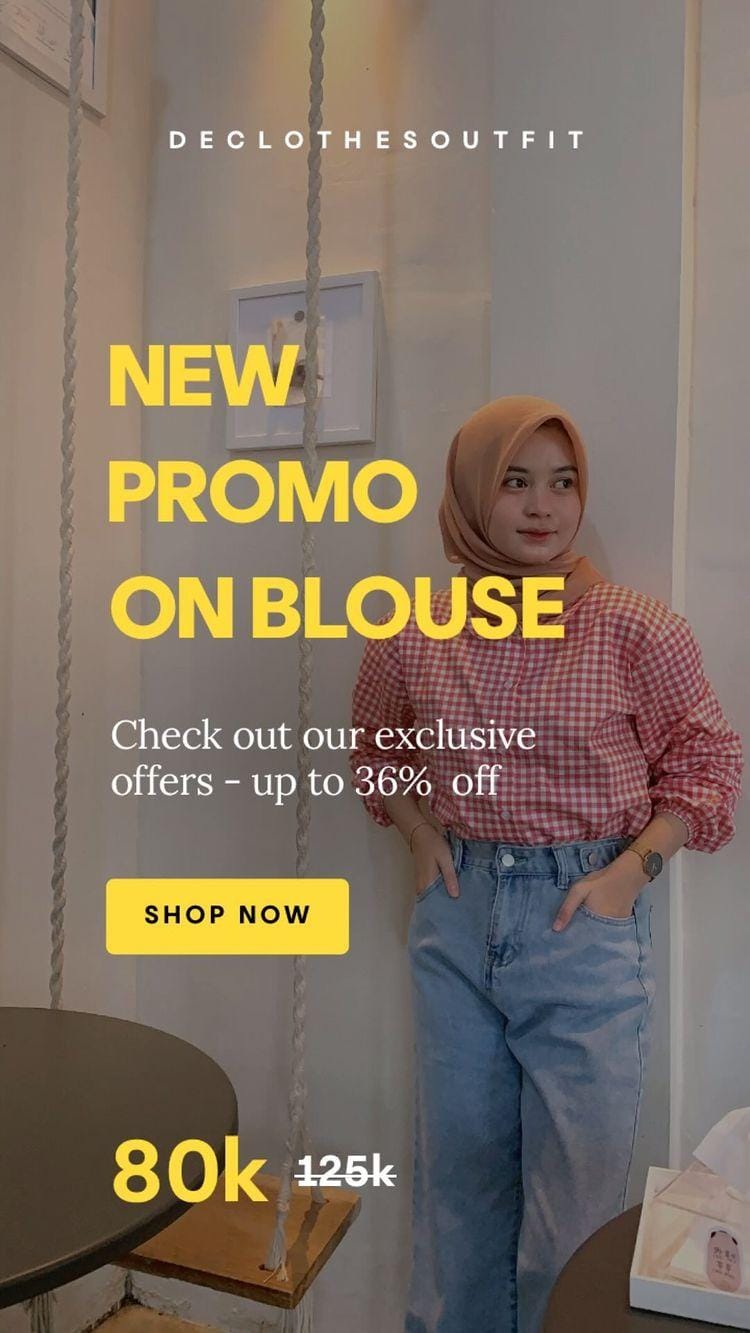 DECLOTHESOUTFIT
NEW
PROMO
ON BLOUSE
Check out our exclusive
offers - up to 36% off
SHOP NOW
80k 125k